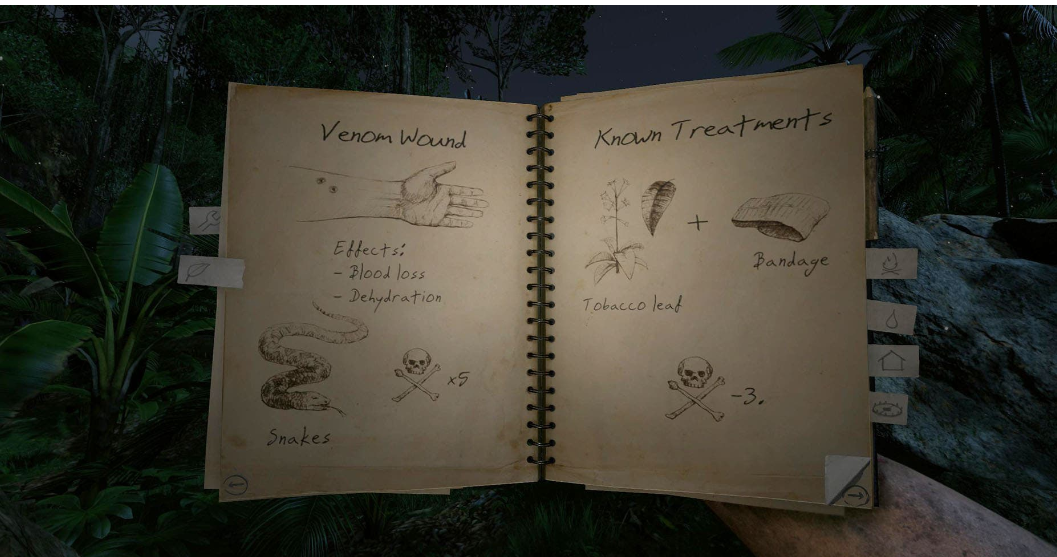 Venom Wound
Effects:
- Blood loss
- Dehydration
x5
Snakes
Known Treatments
+
Bandage
Tobacco leaf
-3.